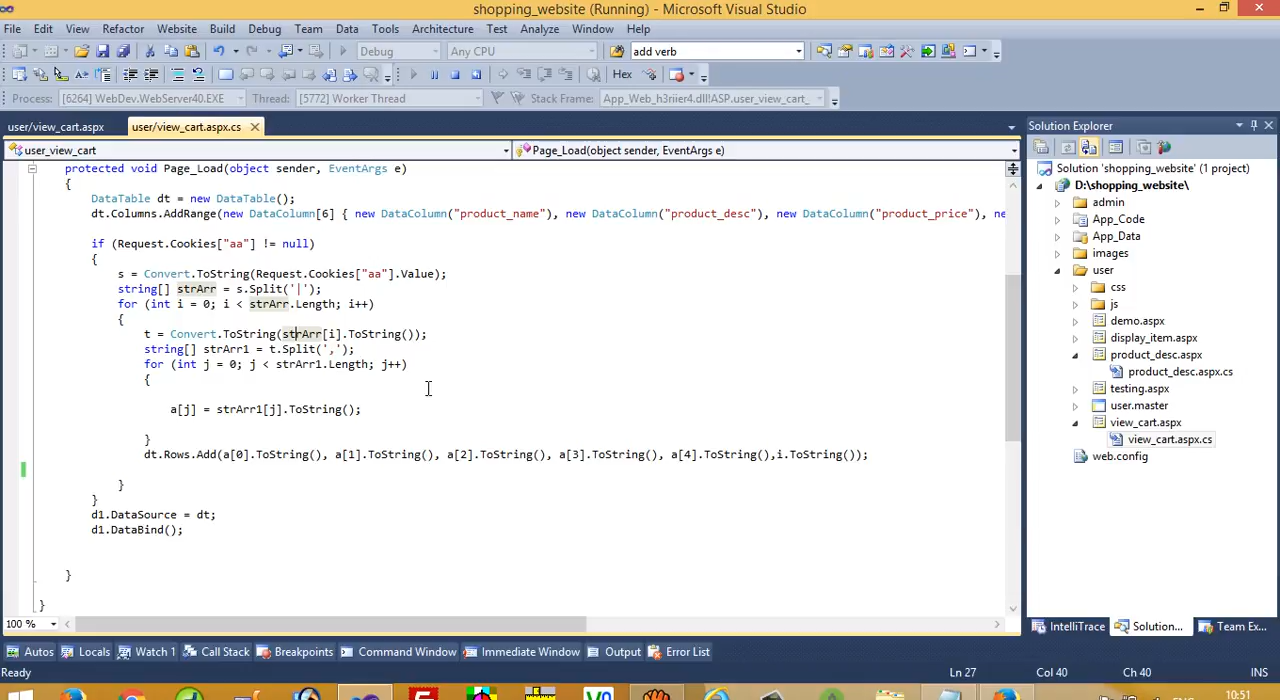 shopping_website (Running) - Microsoft Visual Studio
File Edit View Refactor Website Build Debug Team Data Tools Architecture Test Analyze Window Help
Debug Any CPU add verb
Hex
Process: [6264] WebDev.WebServer40.EXE Thread: [5772] Worker Thread Stack Frame: App_Web_h3riier4.dll!ASP.user_view_cart_
user/view_cart.aspx user/view_cart.aspx.cs
user_view_cart Page_Load(object sender, EventArgs e)
protected void Page_Load(object sender, EventArgs e)
{
DataTable dt = new DataTable();
dt.Columns.AddRange(new DataColumn[6] { new DataColumn("product_name"), new DataColumn("product_desc"), new DataColumn("product_price"), ne
if (Request.Cookies["aa"] != null)
{
s = Convert.ToString(Request.Cookies["aa"].Value);
string[] strArr = s.Split('|');
for (int i = 0; i < strArr.Length; i++)
{
t = Convert.ToString(strArr[i].ToString());
string[] strArr1 = t.Split(',');
for (int j = 0; j < strArr1.Length; j++)
{
a[j] = strArr1[j].ToString();
}
dt.Rows.Add(a[0].ToString(), a[1].ToString(), a[2].ToString(), a[3].ToString(), a[4].ToString(),i.ToString());
}
}
d1.DataSource = dt;
d1.DataBind();
}
}
100 %
Solution Explorer
Solution 'shopping_website' (1 project)
D:\shopping_website\
admin
App_Code
App_Data
images
user
css
js
demo.aspx
display_item.aspx
product_desc.aspx
product_desc.aspx.cs
testing.aspx
user.master
view_cart.aspx
view_cart.aspx.cs
web.config
IntelliTrace Solution... Team Ex...
Autos Locals Watch 1 Call Stack Breakpoints Command Window Immediate Window Output Error List
Ready Ln 27 Col 40 Ch 40 INS
10:51